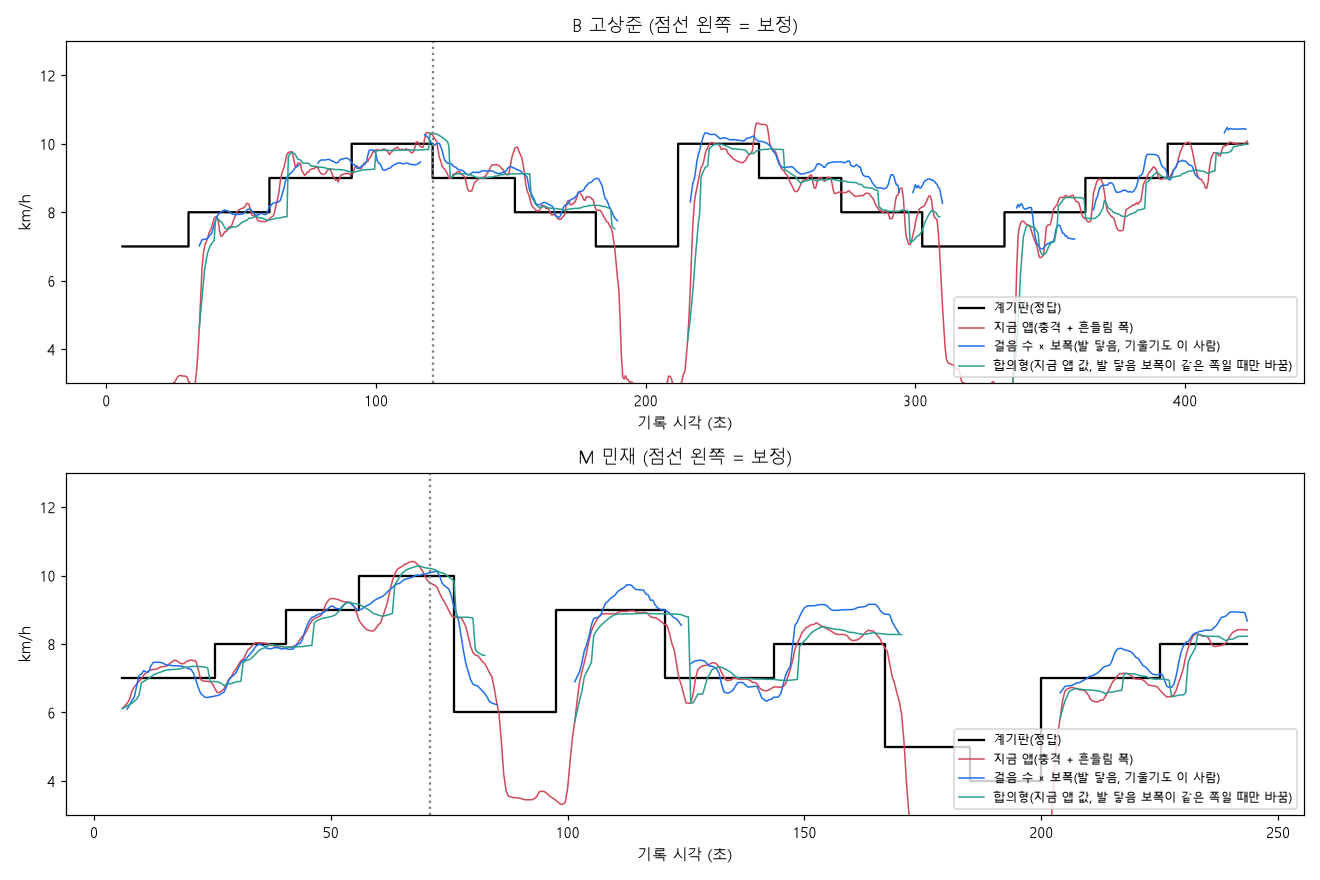 B 고상준 (점선 왼쪽 = 보정)
12
10
8
6
4
km/h
0
100
200
300
400
기록 시각 (초)
계기판(정답)
지금 앱(충격 + 흔들림 폭)
걸음 수 × 보폭(발 닿음, 기울기도 이 사람)
합의형(지금 앱 값, 발 닿음 보폭이 같은 쪽일 때만 바꿈)
M 민재 (점선 왼쪽 = 보정)
12
10
8
6
4
km/h
0
50
100
150
200
250
기록 시각 (초)
계기판(정답)
지금 앱(충격 + 흔들림 폭)
걸음 수 × 보폭(발 닿음, 기울기도 이 사람)
합의형(지금 앱 값, 발 닿음 보폭이 같은 쪽일 때만 바꿈)